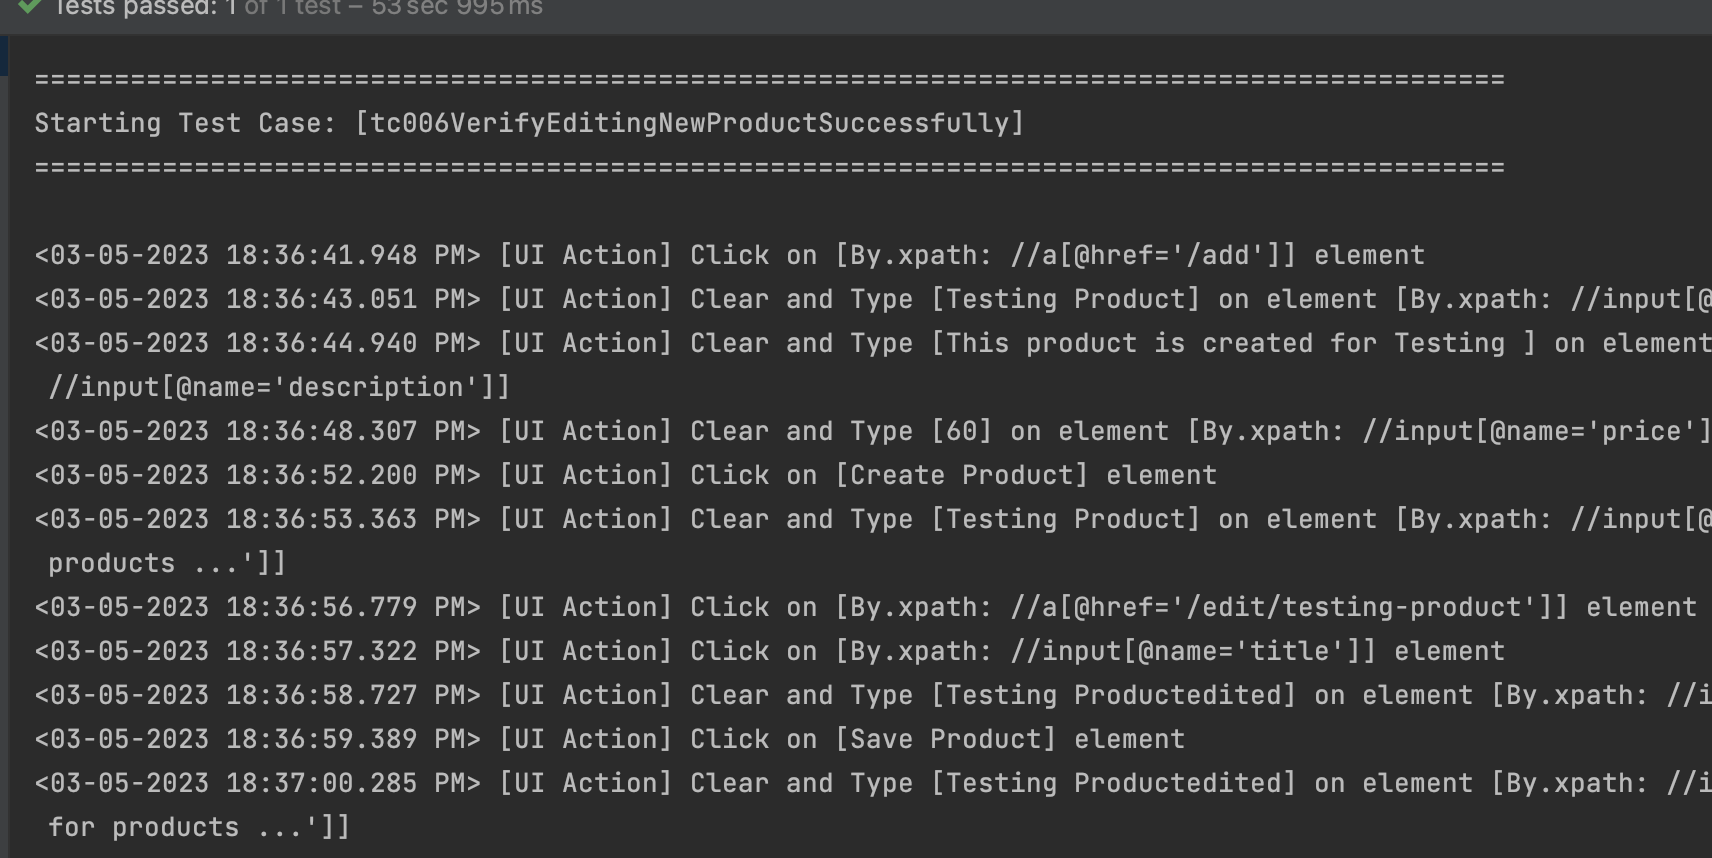 Tests passed: 1 of 1 test – 53 sec 995 ms
============================================================================================
Starting Test Case: [tc006VerifyEditingNewProductSuccessfully]
============================================================================================
<03-05-2023 18:36:41.948 PM> [UI Action] Click on [By.xpath: //a[@href='/add']] element
<03-05-2023 18:36:43.051 PM> [UI Action] Clear and Type [Testing Product] on element [By.xpath: //input[@
<03-05-2023 18:36:44.940 PM> [UI Action] Clear and Type [This product is created for Testing ] on element
//input[@name='description']]
<03-05-2023 18:36:48.307 PM> [UI Action] Clear and Type [60] on element [By.xpath: //input[@name='price']
<03-05-2023 18:36:52.200 PM> [UI Action] Click on [Create Product] element
<03-05-2023 18:36:53.363 PM> [UI Action] Clear and Type [Testing Product] on element [By.xpath: //input[@
products ...']]
<03-05-2023 18:36:56.779 PM> [UI Action] Click on [By.xpath: //a[@href='/edit/testing-product']] element
<03-05-2023 18:36:57.322 PM> [UI Action] Click on [By.xpath: //input[@name='title']] element
<03-05-2023 18:36:58.727 PM> [UI Action] Clear and Type [Testing Productedited] on element [By.xpath: //i
<03-05-2023 18:36:59.389 PM> [UI Action] Click on [Save Product] element
<03-05-2023 18:37:00.285 PM> [UI Action] Clear and Type [Testing Productedited] on element [By.xpath: //i
for products ...']]